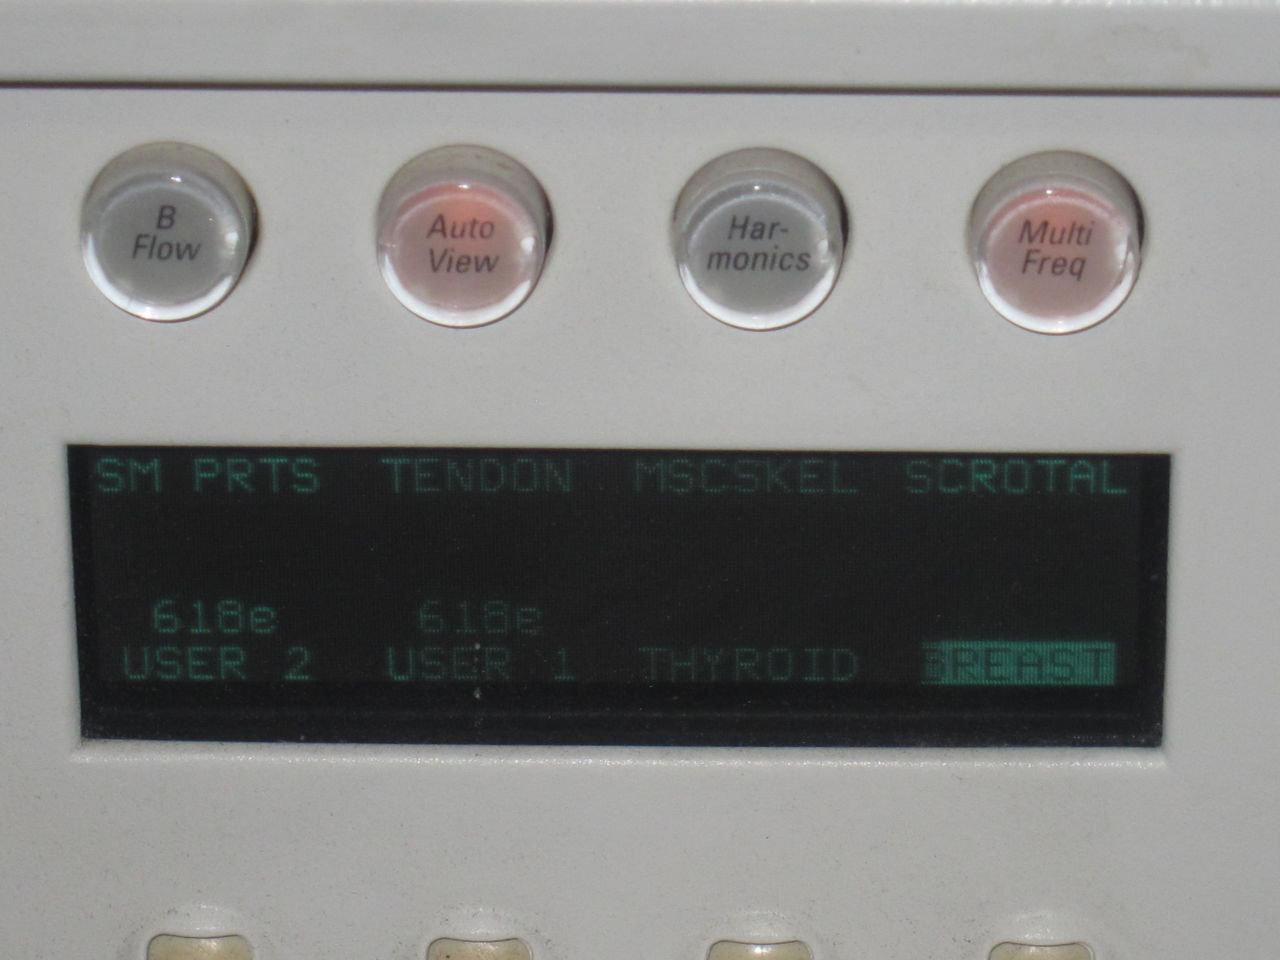 B Flow
Auto View
Har-monics
Multi Freq
SM PRTS TENDON MSCSKEL SCROTAL
618e 618e
USER 2 USER 1 THYROID BREAST